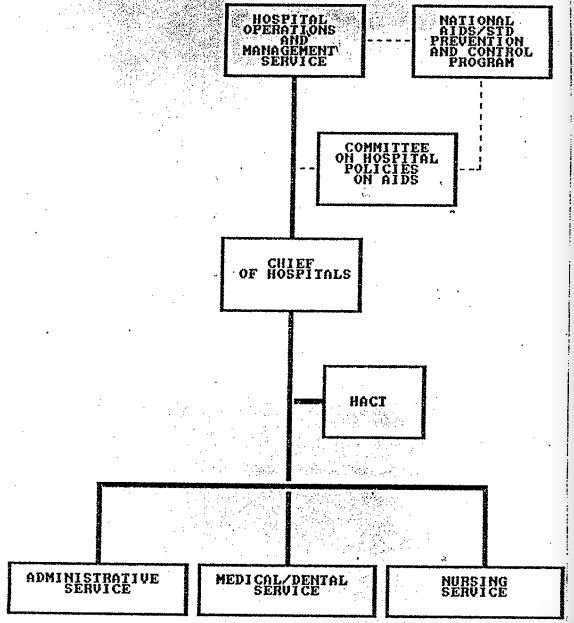 HOSPITAL
OPERATIONS
AND
MANAGEMENT
SERVICE
NATIONAL
AIDS/STD
PREVENTION
AND CONTROL
PROGRAM
COMMITTEE
ON HOSPITAL
POLICIES
ON AIDS
CHIEF
OF HOSPITALS
HACT
ADMINISTRATIVE
SERVICE
MEDICAL/DENTAL
SERVICE
NURSING
SERVICE